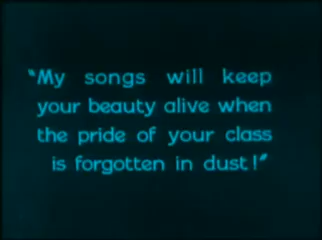 "My songs will keep
your beauty alive when
the pride of your class
is forgotten in dust!"